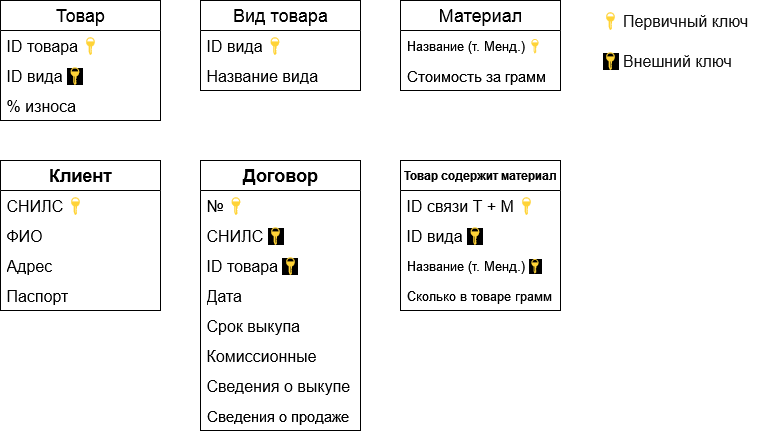 Товар
ID товара
ID вида
% износа
Вид товара
ID вида
Название вида
Материал
Название (т. Менд.)
Стоимость за грамм
Первичный ключ
Внешний ключ
Клиент
СНИЛС
ФИО
Адрес
Паспорт
Договор
№
СНИЛС
ID товара
Дата
Срок выкупа
Комиссионные
Сведения о выкупе
Сведения о продаже
Товар содержит материал
ID связи Т + М
ID вида
Название (т. Менд.)
Сколько в товаре грамм